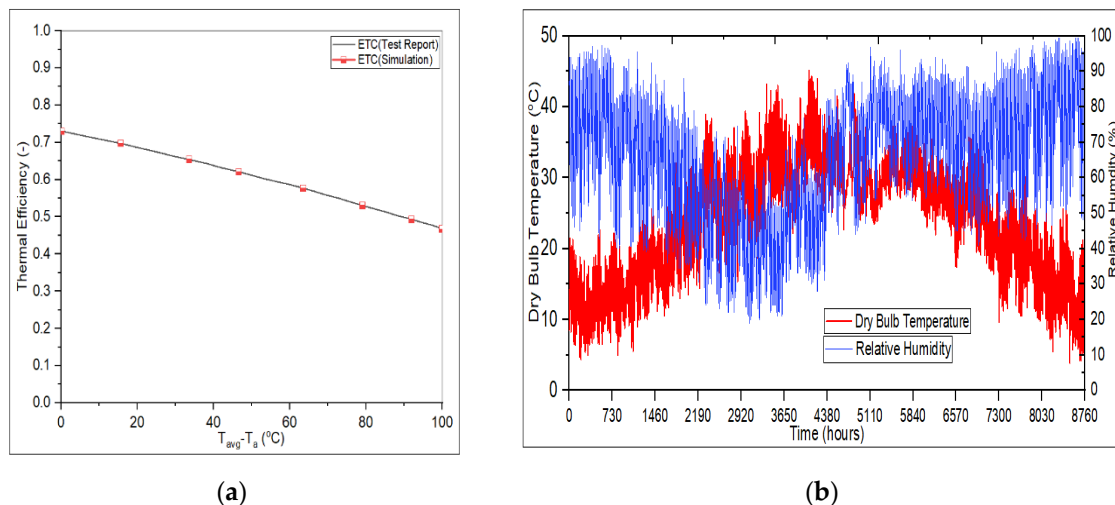 1.0
0.9
0.8
0.7
0.6
0.5
0.4
0.3
0.2
0.1
0.0
Thermal Efficiency (-)
ETC(Test Report)
ETC(Simulation)
0 20 40 60 80 100
Tavg-Ta (°C)
(a)
50
40
30
20
10
0
Dry Bulb Temperature (°C)
100
90
80
70
60
50
40
30
20
10
0
Relative Humidity (%)
Dry Bulb Temperature
Relative Humidity
0 730 1460 2190 2920 3650 4380 5110 5840 6570 7300 8030 8760
Time (hours)
(b)